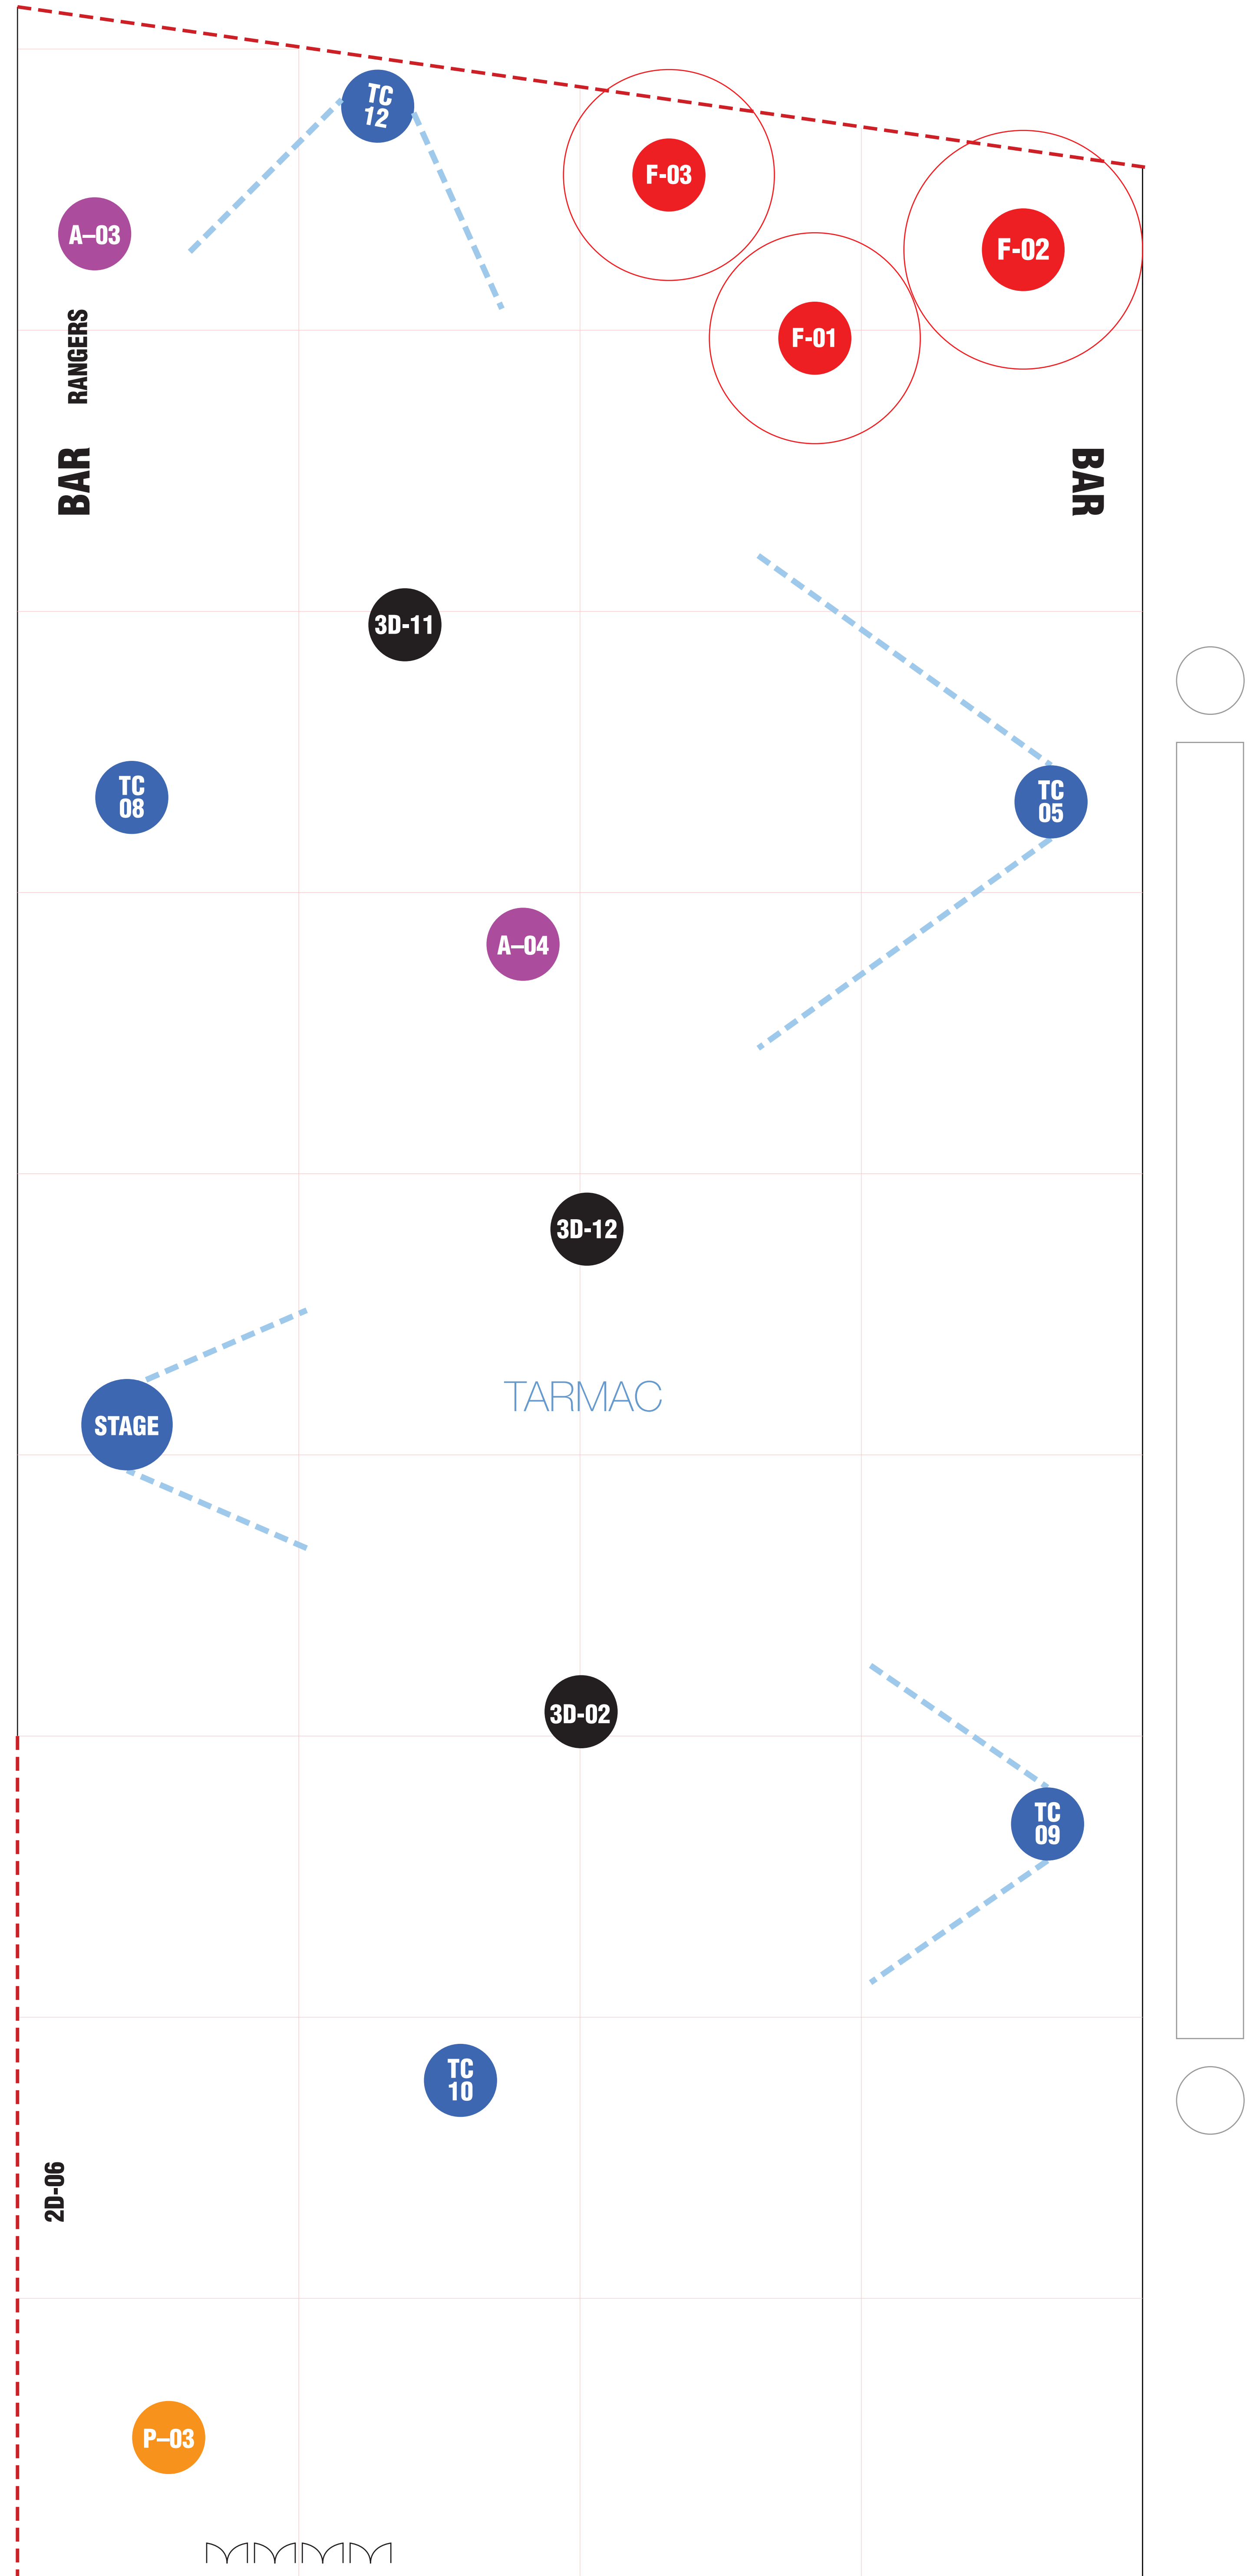 TC
12
F-03
A–03
F-02
F-01
RANGERS
BAR
BAR
3D-11
TC
08
TC
05
A–04
3D-12
TARMAC
STAGE
3D-02
TC
09
TC
10
2D-06
P–03